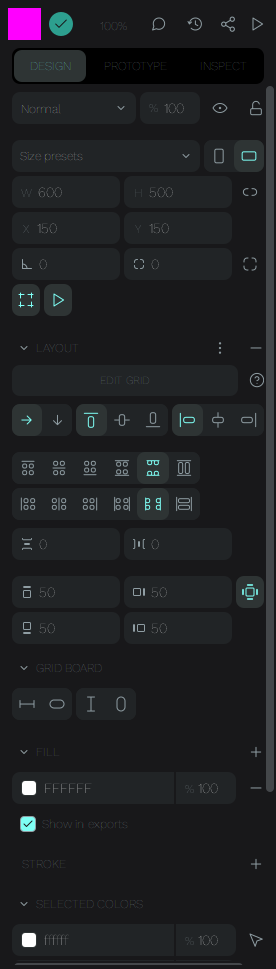 100%
DESIGN PROTOTYPE INSPECT
Normal % 100
Size presets
W 600 H 500
X 150 Y 150
0 0
LAYOUT
EDIT GRID
0 0
50 50
50 50
GRID BOARD
FILL
FFFFFF % 100
Show in exports
STROKE
SELECTED COLORS
ffffff % 100